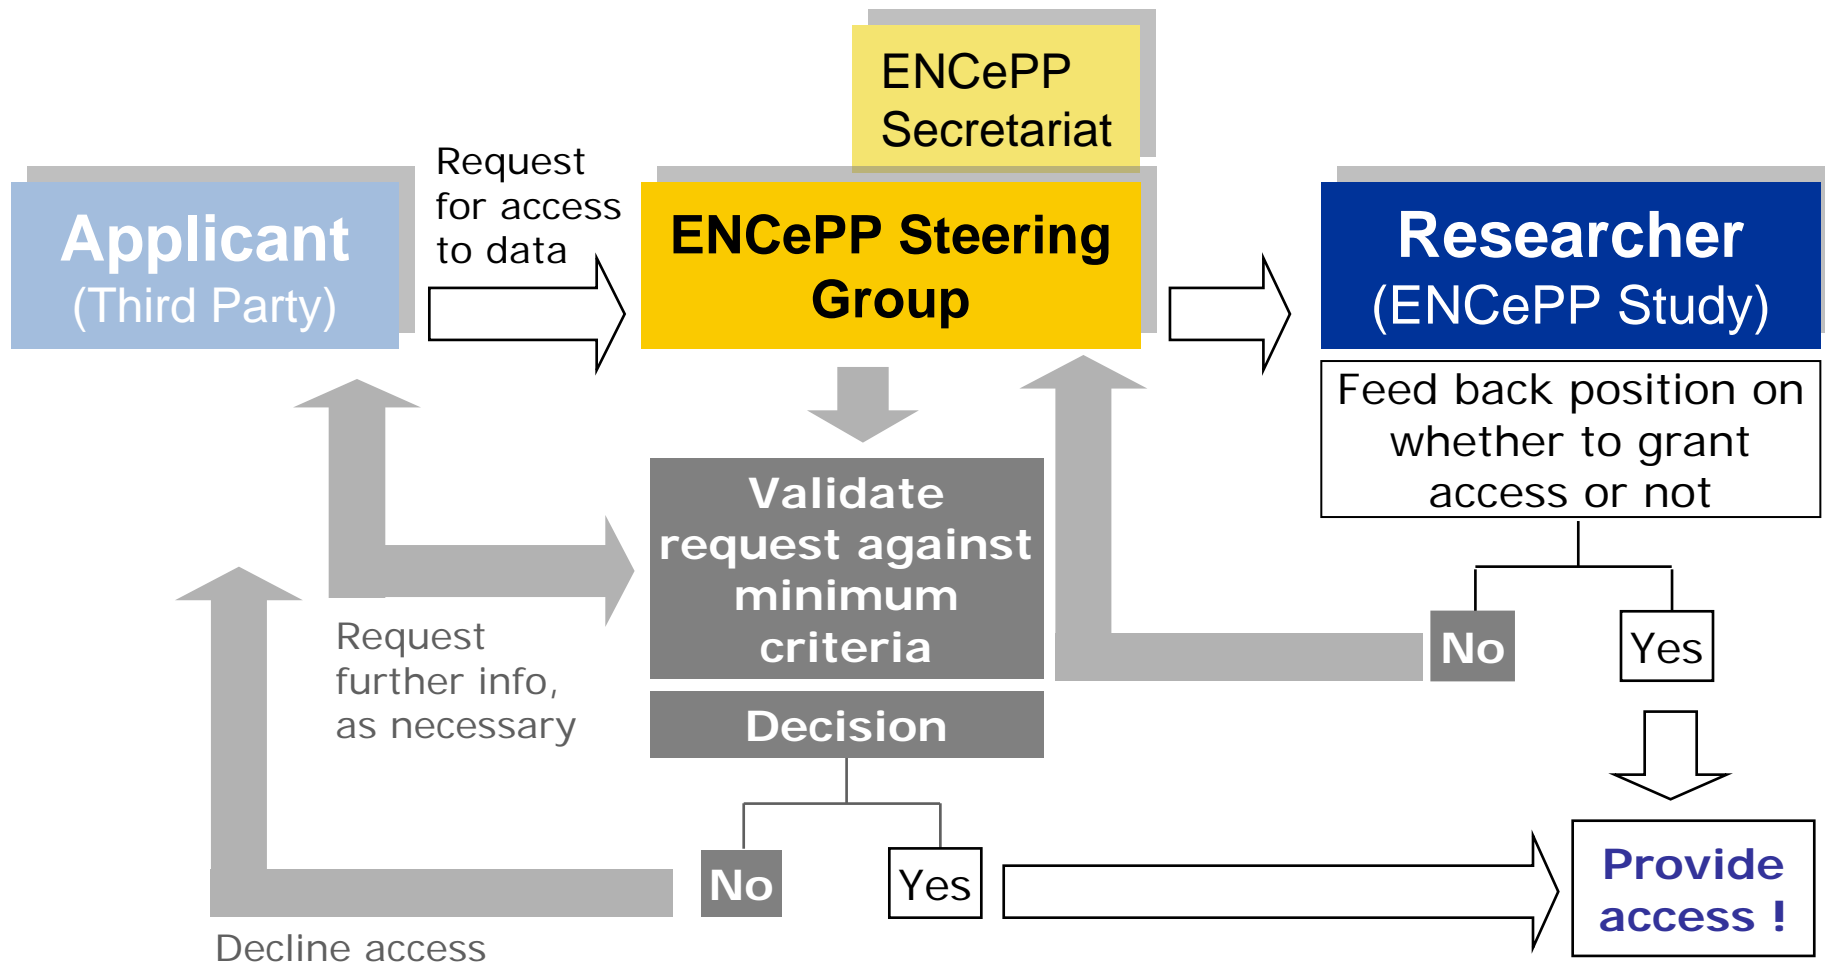 ENCePP
Secretariat
Applicant
(Third Party)
Request
for access
to data
ENCePP Steering
Group
Researcher
(ENCePP Study)
Feed back position on
whether to grant
access or not
Validate
request against
minimum
criteria
Request
further info,
as necessary
No
Yes
Decision
No
Yes
Provide
access !
Decline access